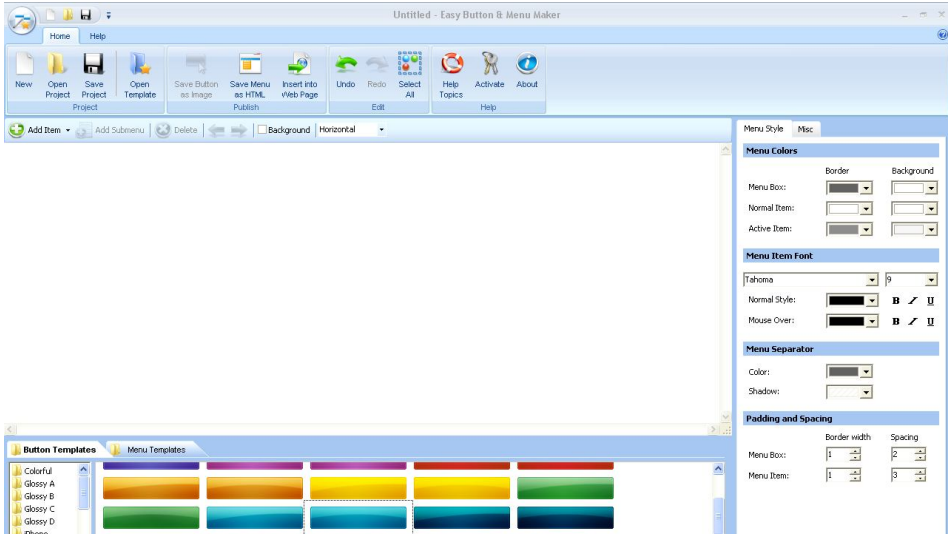 Untitled - Easy Button & Menu Maker
Home Help
New Open Project Save Project Open Template Save Button as Image Save Menu as HTML Insert into Web Page Undo Redo Select All Help Topics Activate About
Project Publish Edit Help
Add Item Add Submenu Delete Background Horizontal
Menu Style Misc
Menu Colors
Border Background
Menu Box:
Normal Item:
Active Item:
Menu Item Font
Tahoma 9
Normal Style: B I U
Mouse Over: B I U
Menu Separator
Color:
Shadow:
Padding and Spacing
Border width Spacing
Menu Box: 1 2
Menu Item: 1 3
Button Templates Menu Templates
Colorful
Glossy A
Glossy B
Glossy C
Glossy D
iPhone